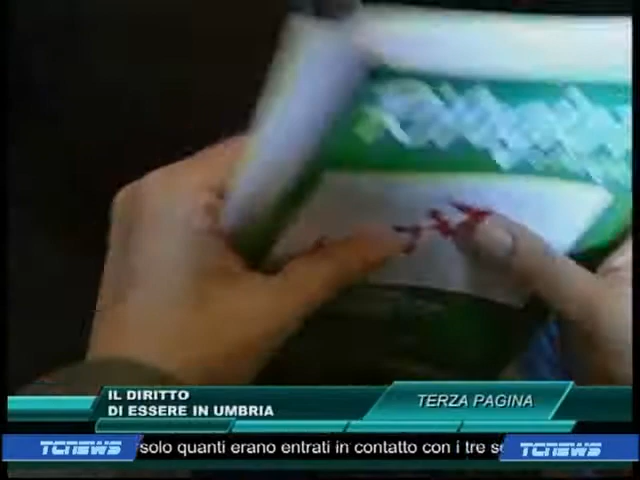 IL DIRITTO
DI ESSERE IN UMBRIA
TERZA PAGINA
TCNEWS solo quanti erano entrati in contatto con i tre s TCNEWS